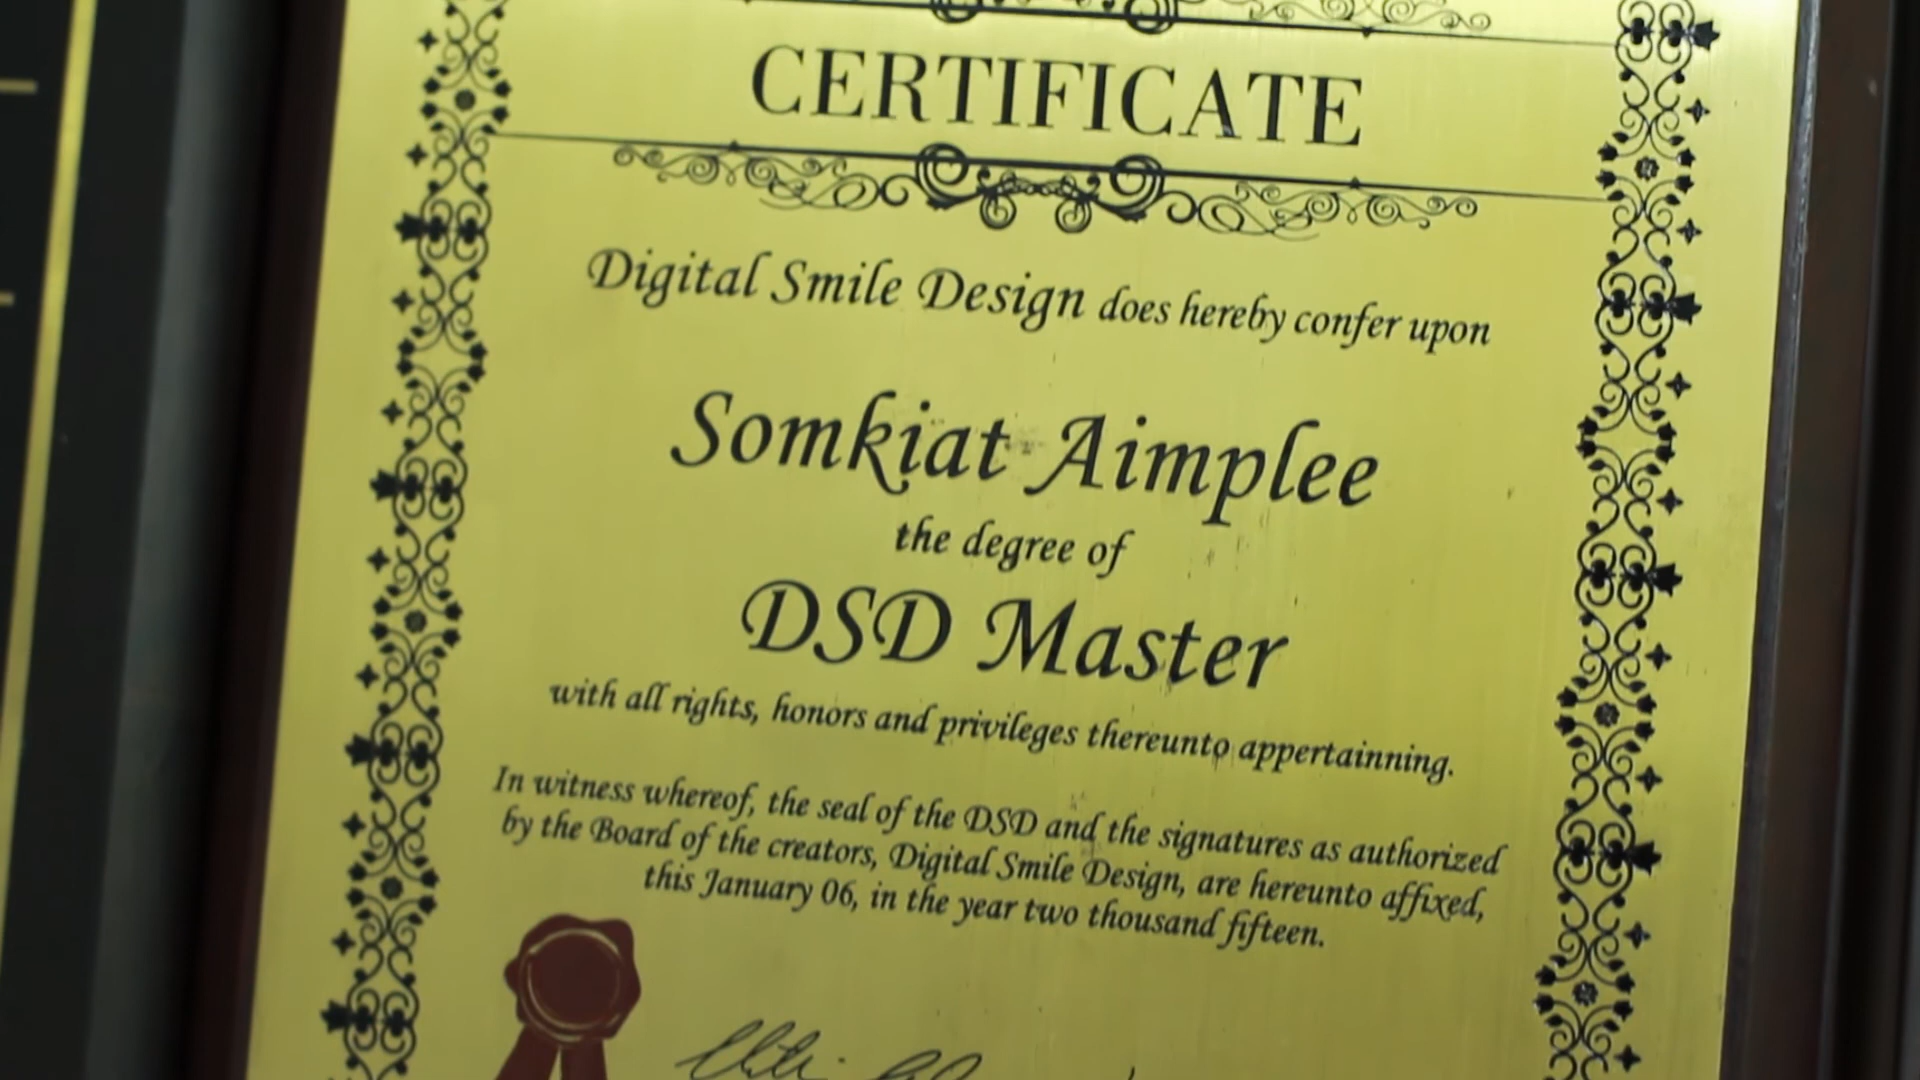 CERTIFICATE
Digital Smile Design does hereby confer upon
Somkiat Aimplee
the degree of
DSD Master
with all rights, honors and privileges thereunto appertainning.
In witness whereof, the seal of the DSD and the signatures as authorized
by the Board of the creators, Digital Smile Design, are hereunto affixed,
this January 06, in the year two thousand fifteen.